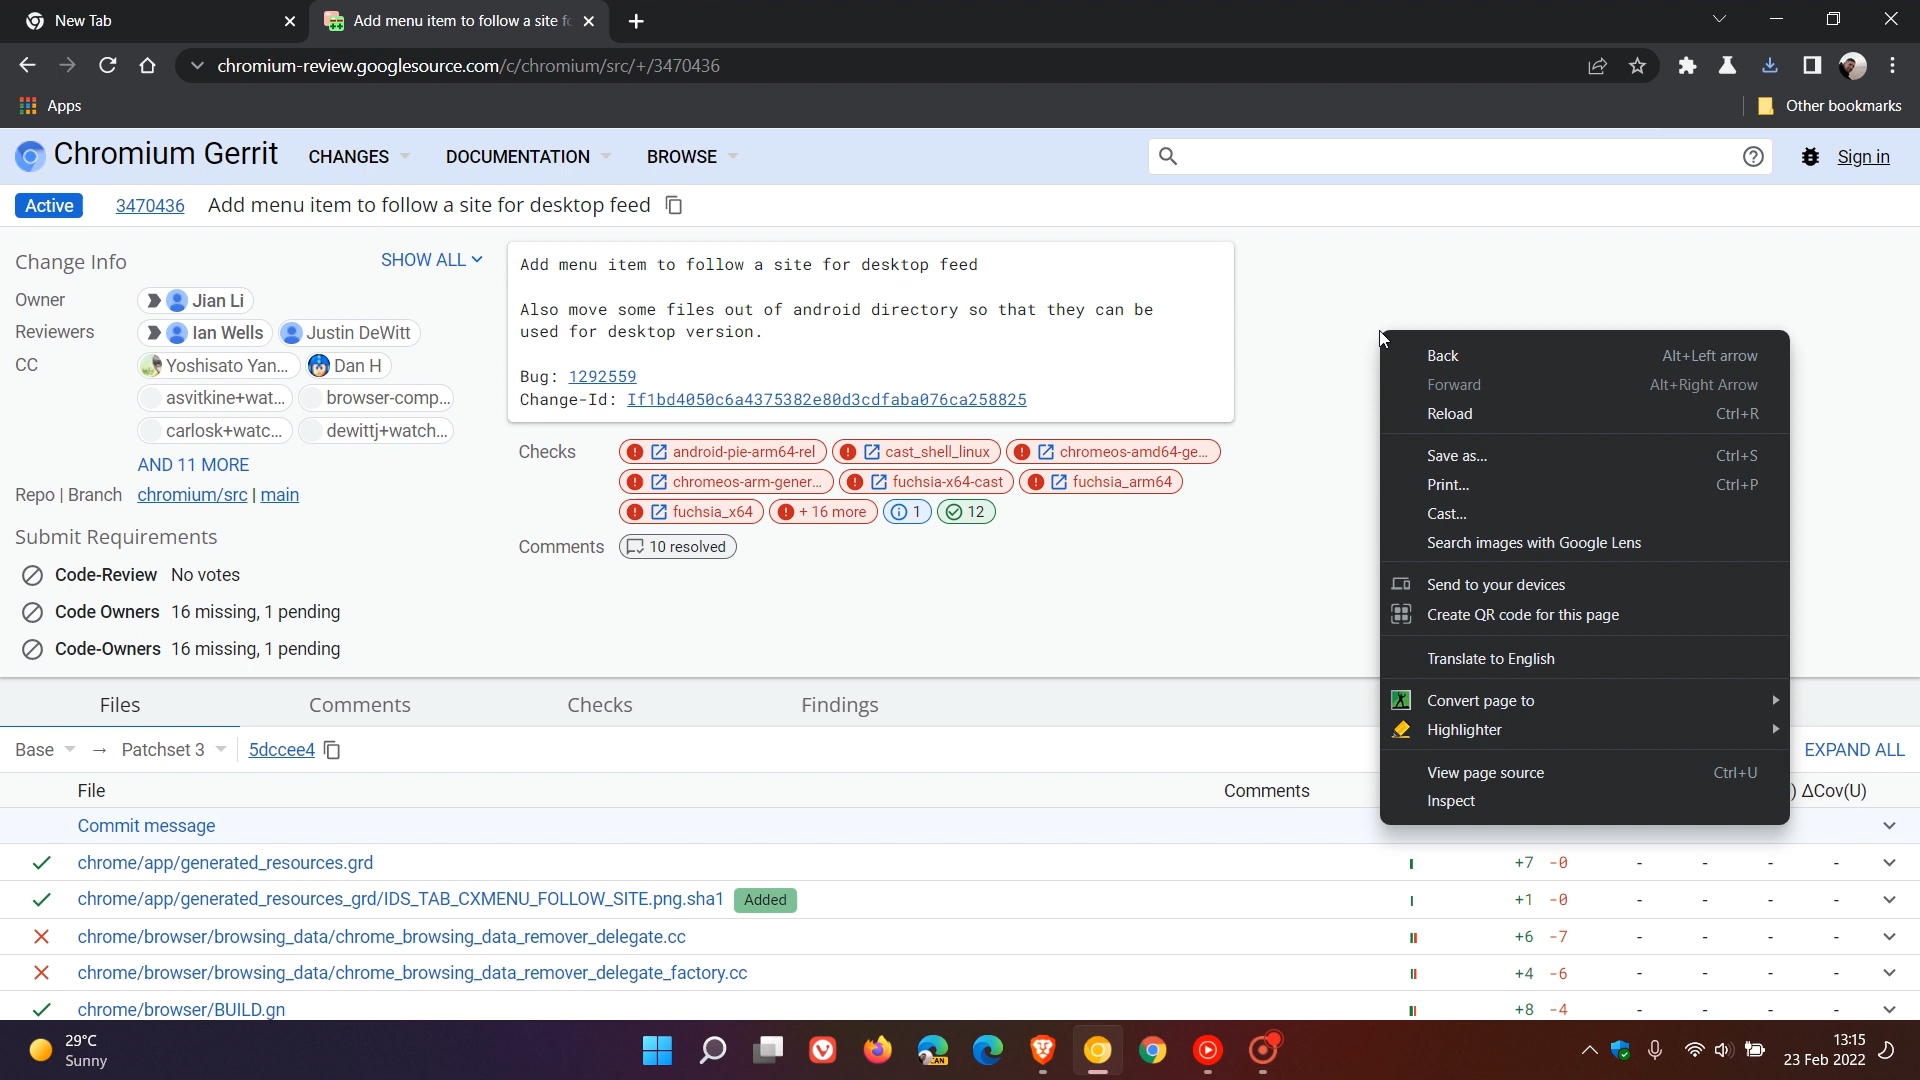 New Tab
Add menu item to follow a site fo
chromium-review.googlesource.com/c/chromium/src/+/3470436
Apps
Other bookmarks
Chromium Gerrit CHANGES DOCUMENTATION BROWSE
Sign in
Active 3470436 Add menu item to follow a site for desktop feed
Change Info SHOW ALL
Owner Jian Li
Reviewers Ian Wells Justin DeWitt
CC Yoshisato Yan... Dan H
asvitkine+wat... browser-comp...
carlosk+watc... dewittj+watch...
AND 11 MORE
Repo | Branch chromium/src | main
Submit Requirements
Code-Review No votes
Code Owners 16 missing, 1 pending
Code-Owners 16 missing, 1 pending
Add menu item to follow a site for desktop feed
Also move some files out of android directory so that they can be
used for desktop version.
Bug: 1292559
Change-Id: If1bd4050c6a4375382e80d3cdfaba076ca258825
Checks android-pie-arm64-rel cast_shell_linux chromeos-amd64-ge...
chromeos-arm-gener... fuchsia-x64-cast fuchsia_arm64
fuchsia_x64 + 16 more 1 12
Comments 10 resolved
Back Alt+Left arrow
Forward Alt+Right Arrow
Reload Ctrl+R
Save as... Ctrl+S
Print... Ctrl+P
Cast...
Search images with Google Lens
Send to your devices
Create QR code for this page
Translate to English
Convert page to
Highlighter
View page source Ctrl+U
Inspect
Files Comments Checks Findings
Base → Patchset 3 5dccee4
EXPAND ALL
File Comments ) ΔCov(U)
Commit message
chrome/app/generated_resources.grd +7 -0 - - - -
chrome/app/generated_resources_grd/IDS_TAB_CXMENU_FOLLOW_SITE.png.sha1 Added +1 -0 - - - -
chrome/browser/browsing_data/chrome_browsing_data_remover_delegate.cc +6 -7 - - - -
chrome/browser/browsing_data/chrome_browsing_data_remover_delegate_factory.cc +4 -6 - - - -
chrome/browser/BUILD.gn +8 -4 - - - -
29°C
Sunny
CAN
13:15
23 Feb 2022